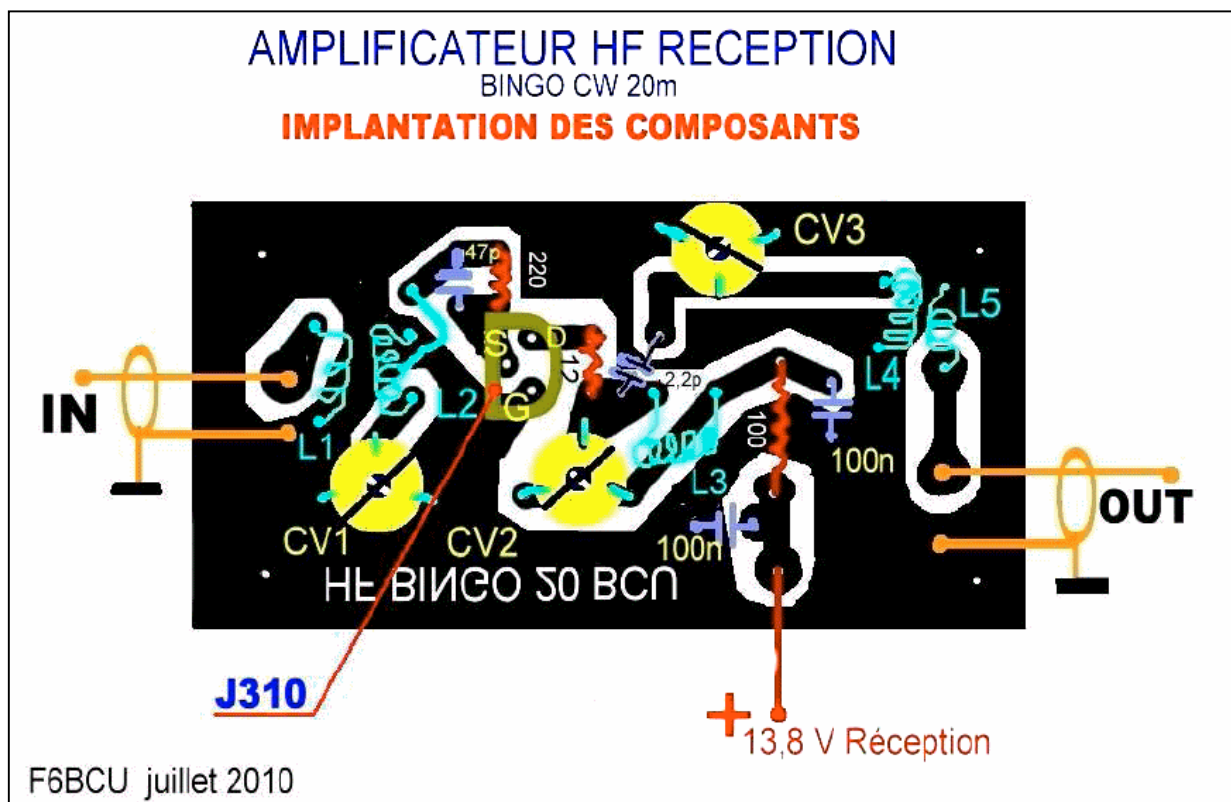 AMPLIFICATEUR HF RECEPTION
BINGO CW 20m
IMPLANTATION DES COMPOSANTS
CV3
47p
220
S
D
12
G
2,2p
L5
L4
IN
L1
L2
L3
100
100n
OUT
CV1
CV2
100n
HF BINGO 20 BCU
J310
+
13,8 V Réception
F6BCU juillet 2010